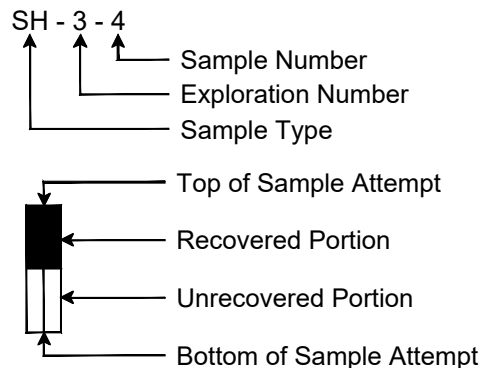 SH - 3 - 4
Sample Number
Exploration Number
Sample Type
Top of Sample Attempt
Recovered Portion
Unrecovered Portion
Bottom of Sample Attempt